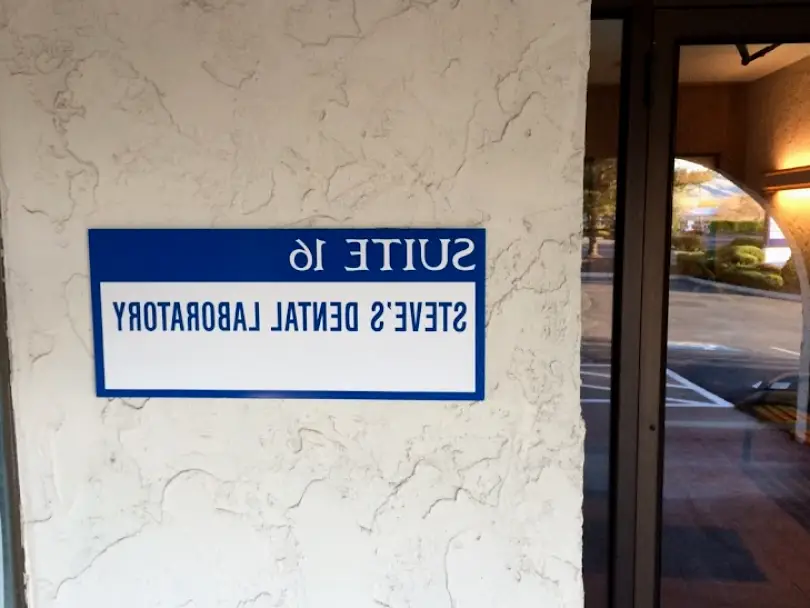 SUITE 16
STEVE'S DENTAL LABORATORY